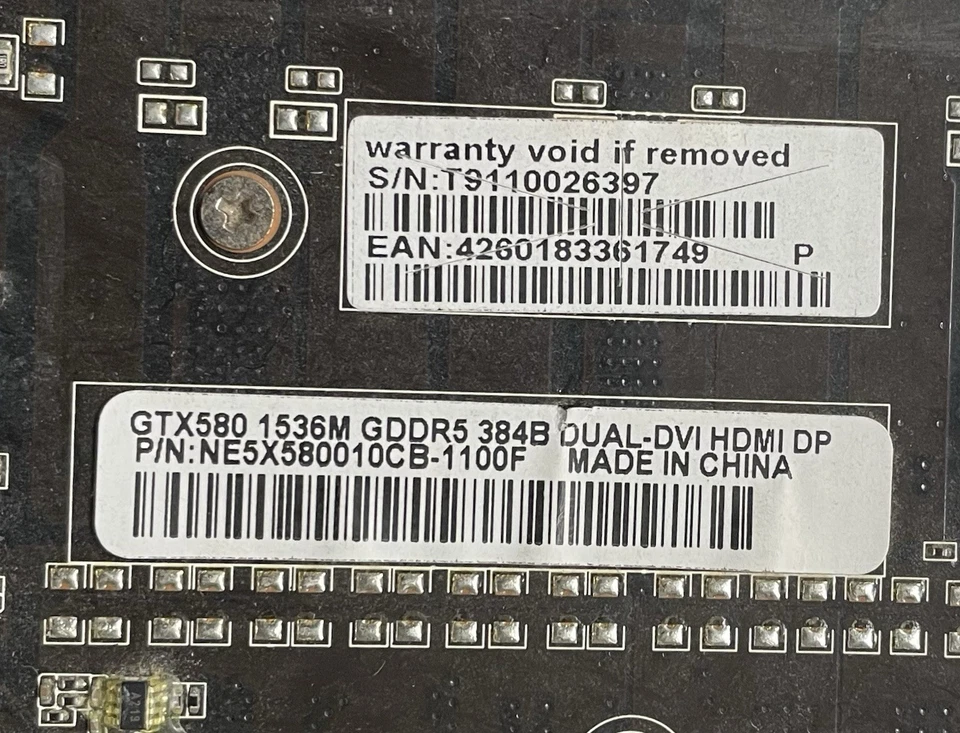 warranty void if removed
S/N:T9110026397
EAN:4260183361749 P
GTX580 1536M GDDR5 384B DUAL-DVI HDMI DP
P/N:NE5X580010CB-1100F MADE IN CHINA